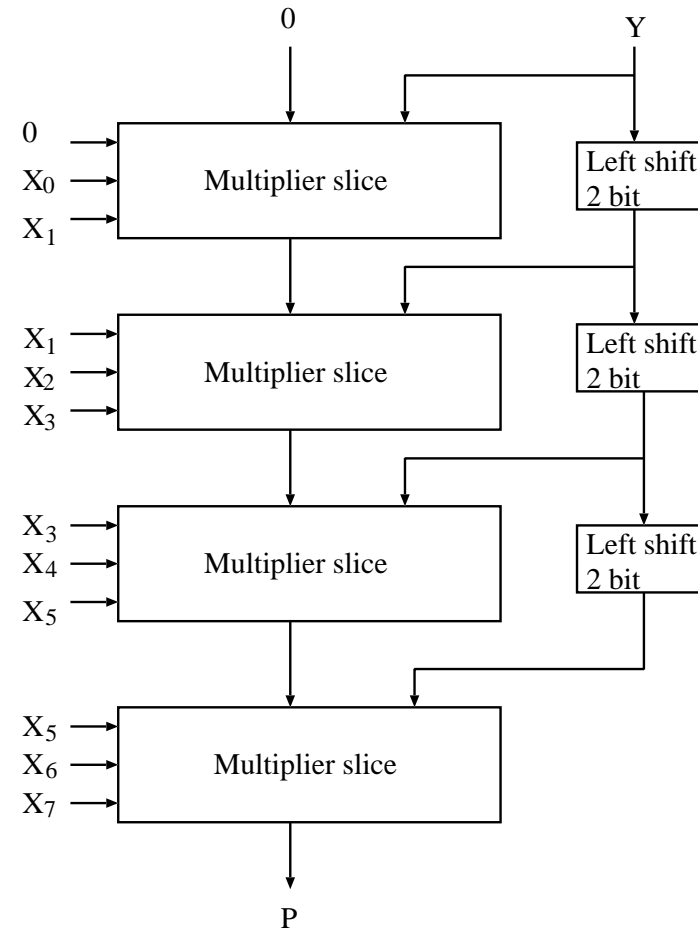 0
Y
0
X0
X1
Multiplier slice
Left shift
2 bit
X1
X2
X3
Multiplier slice
Left shift
2 bit
X3
X4
X5
Multiplier slice
Left shift
2 bit
X5
X6
X7
Multiplier slice
P